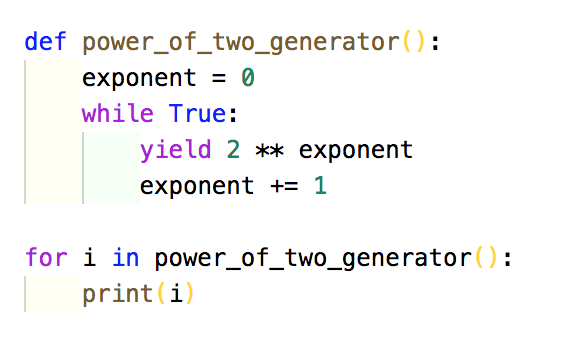 def power_of_two_generator():
    exponent = 0
    while True:
        yield 2 ** exponent
        exponent += 1

for i in power_of_two_generator():
    print(i)